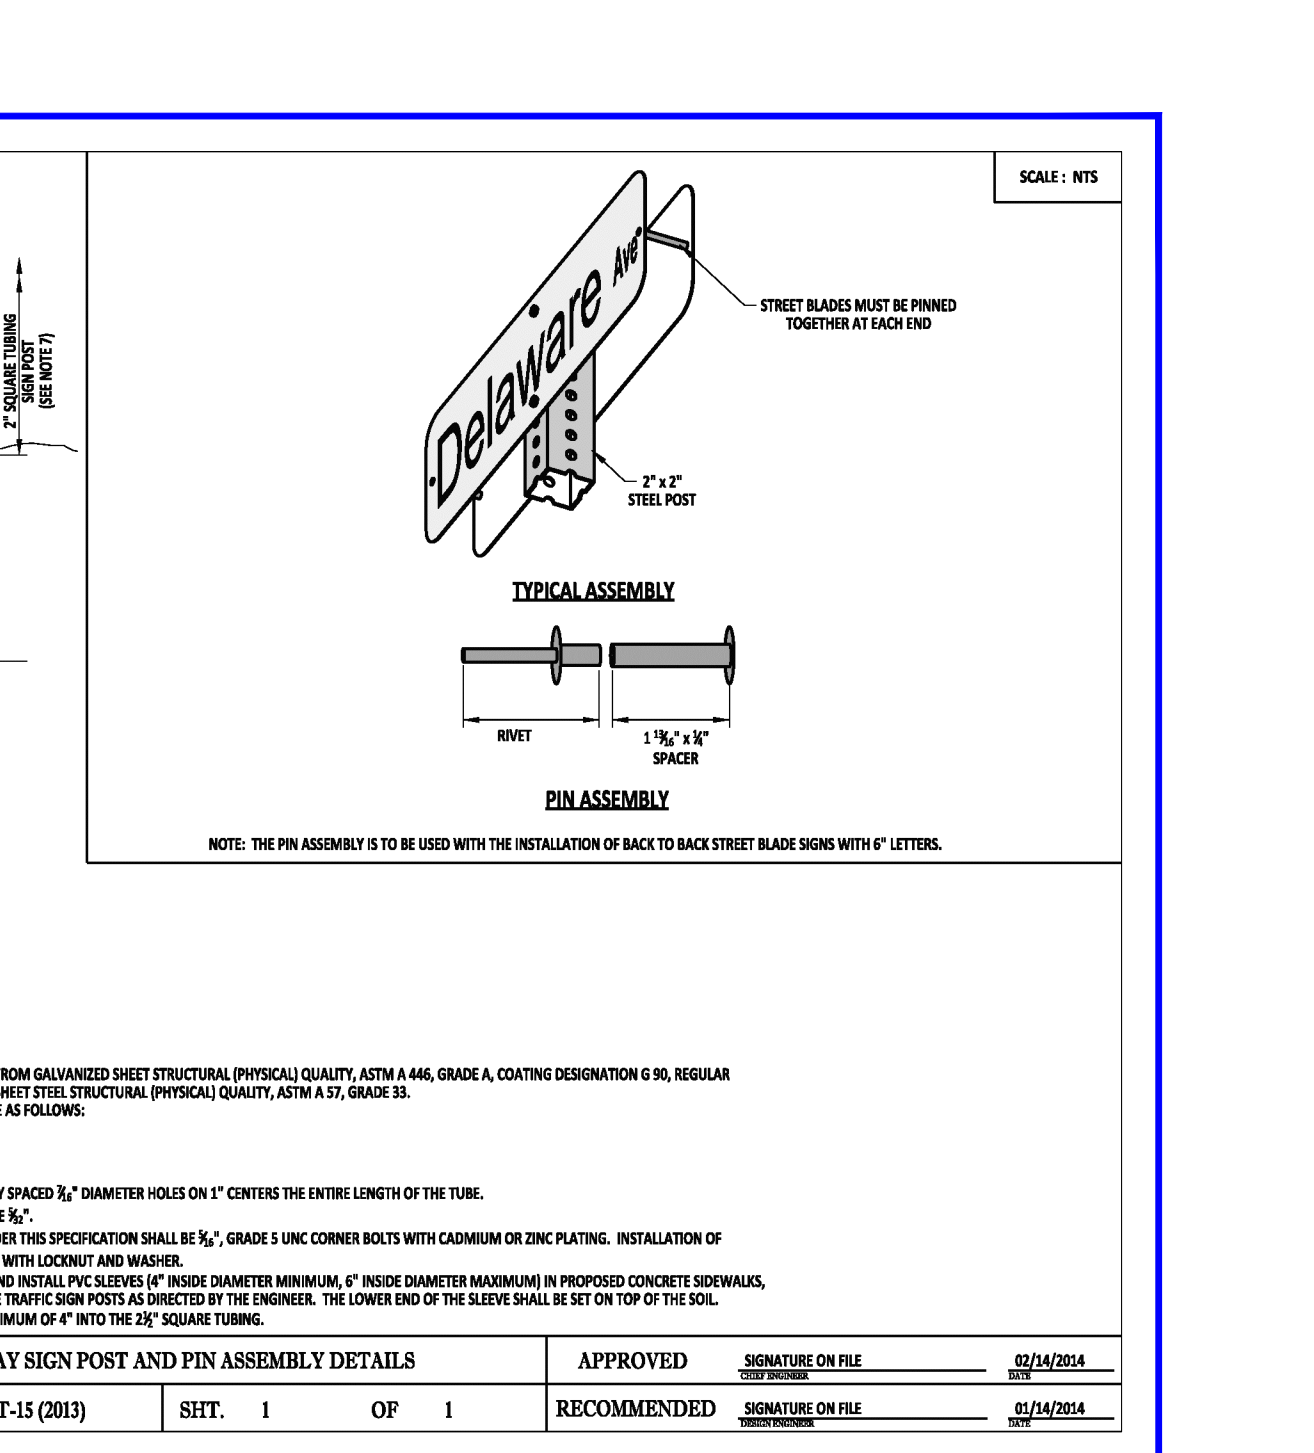 SCALE : NTS
2" SQUARE TUBING
SIGN POST
(SEE NOTE 7)
Delaware Ave
STREET BLADES MUST BE PINNED
TOGETHER AT EACH END
2" x 2"
STEEL POST
TYPICAL ASSEMBLY
RIVET
1 13/16" x 1/4"
SPACER
PIN ASSEMBLY
NOTE: THE PIN ASSEMBLY IS TO BE USED WITH THE INSTALLATION OF BACK TO BACK STREET BLADE SIGNS WITH 6" LETTERS.
ROM GALVANIZED SHEET STRUCTURAL (PHYSICAL) QUALITY, ASTM A 446, GRADE A, COATING DESIGNATION G 90, REGULAR
SHEET STEEL STRUCTURAL (PHYSICAL) QUALITY, ASTM A 57, GRADE 33.
E AS FOLLOWS:
Y SPACED 7/16" DIAMETER HOLES ON 1" CENTERS THE ENTIRE LENGTH OF THE TUBE.
E 5/32".
DER THIS SPECIFICATION SHALL BE 5/16", GRADE 5 UNC CORNER BOLTS WITH CADMIUM OR ZINC PLATING. INSTALLATION OF
WITH LOCKNUT AND WASHER.
ND INSTALL PVC SLEEVES (4" INSIDE DIAMETER MINIMUM, 6" INSIDE DIAMETER MAXIMUM) IN PROPOSED CONCRETE SIDEWALKS,
E TRAFFIC SIGN POSTS AS DIRECTED BY THE ENGINEER. THE LOWER END OF THE SLEEVE SHALL BE SET ON TOP OF THE SOIL.
IMUM OF 4" INTO THE 2 1/2" SQUARE TUBING.
AY SIGN POST AND PIN ASSEMBLY DETAILS
APPROVED
SIGNATURE ON FILE
02/14/2014
CHIEF ENGINEER
DATE
T-15 (2013)
SHT. 1 OF 1
RECOMMENDED
SIGNATURE ON FILE
01/14/2014
DESIGN ENGINEER
DATE